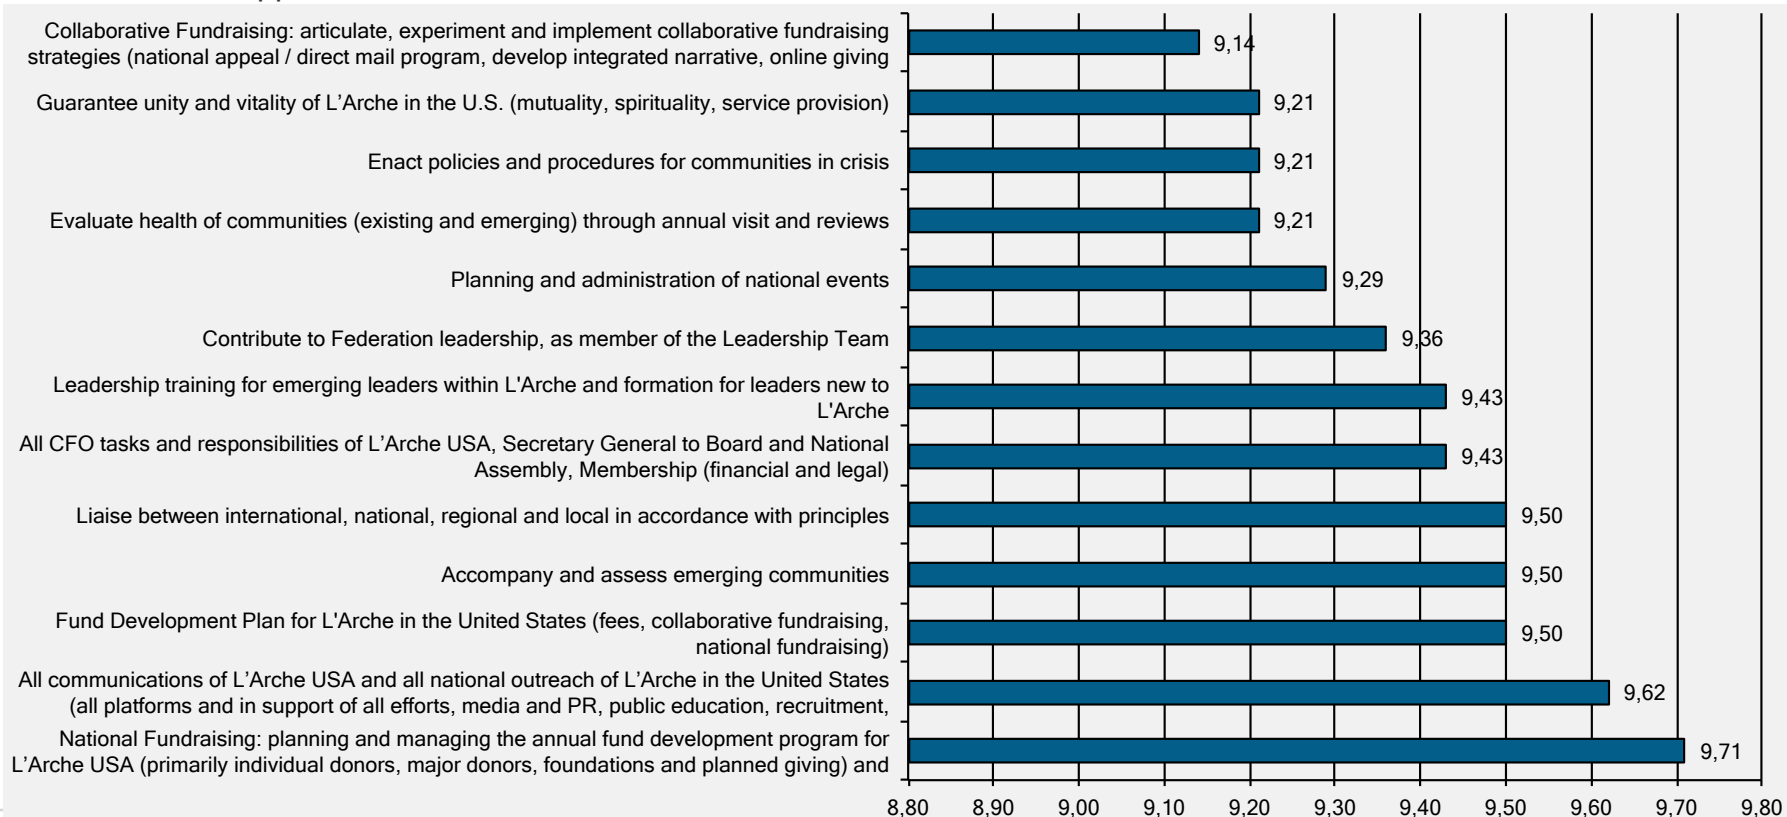 Collaborative Fundraising: articulate, experiment and implement collaborative fundraising
strategies (national appeal / direct mail program, develop integrated narrative, online giving
9,14
Guarantee unity and vitality of L’Arche in the U.S. (mutuality, spirituality, service provision)
9,21
Enact policies and procedures for communities in crisis
9,21
Evaluate health of communities (existing and emerging) through annual visit and reviews
9,21
Planning and administration of national events
9,29
Contribute to Federation leadership, as member of the Leadership Team
9,36
Leadership training for emerging leaders within L'Arche and formation for leaders new to
L'Arche
9,43
All CFO tasks and responsibilities of L’Arche USA, Secretary General to Board and National
Assembly, Membership (financial and legal)
9,43
Liaise between international, national, regional and local in accordance with principles
9,50
Accompany and assess emerging communities
9,50
Fund Development Plan for L'Arche in the United States (fees, collaborative fundraising,
national fundraising)
9,50
All communications of L’Arche USA and all national outreach of L’Arche in the United States
(all platforms and in support of all efforts, media and PR, public education, recruitment,
9,62
National Fundraising: planning and managing the annual fund development program for
L’Arche USA (primarily individual donors, major donors, foundations and planned giving) and
9,71
8,80 8,90 9,00 9,10 9,20 9,30 9,40 9,50 9,60 9,70 9,80